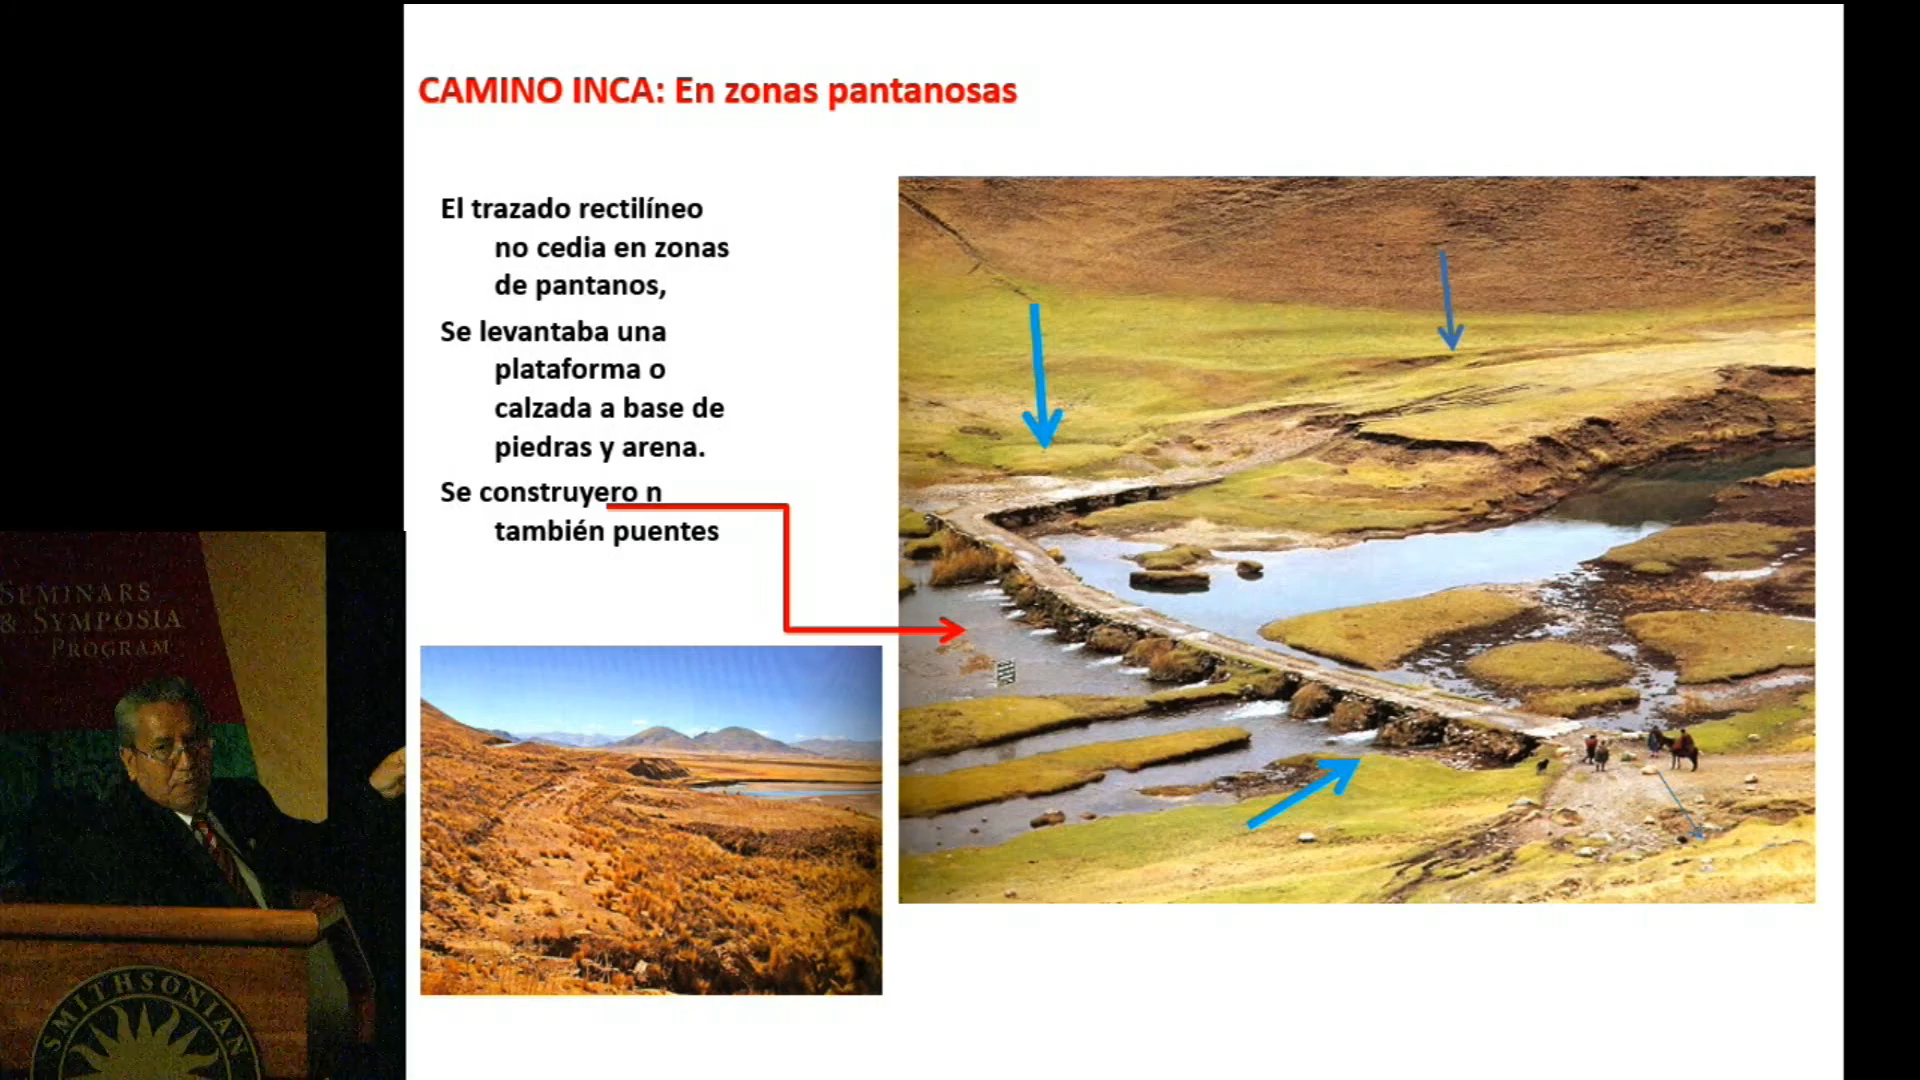 CAMINO INCA: En zonas pantanosas
El trazado rectilíneo
no cedia en zonas
de pantanos,
Se levantaba una
plataforma o
calzada a base de
piedras y arena.
Se construyero n
también puentes
SEMINARS
& SYMPOSIA
PROGRAM
SMITHSONIAN